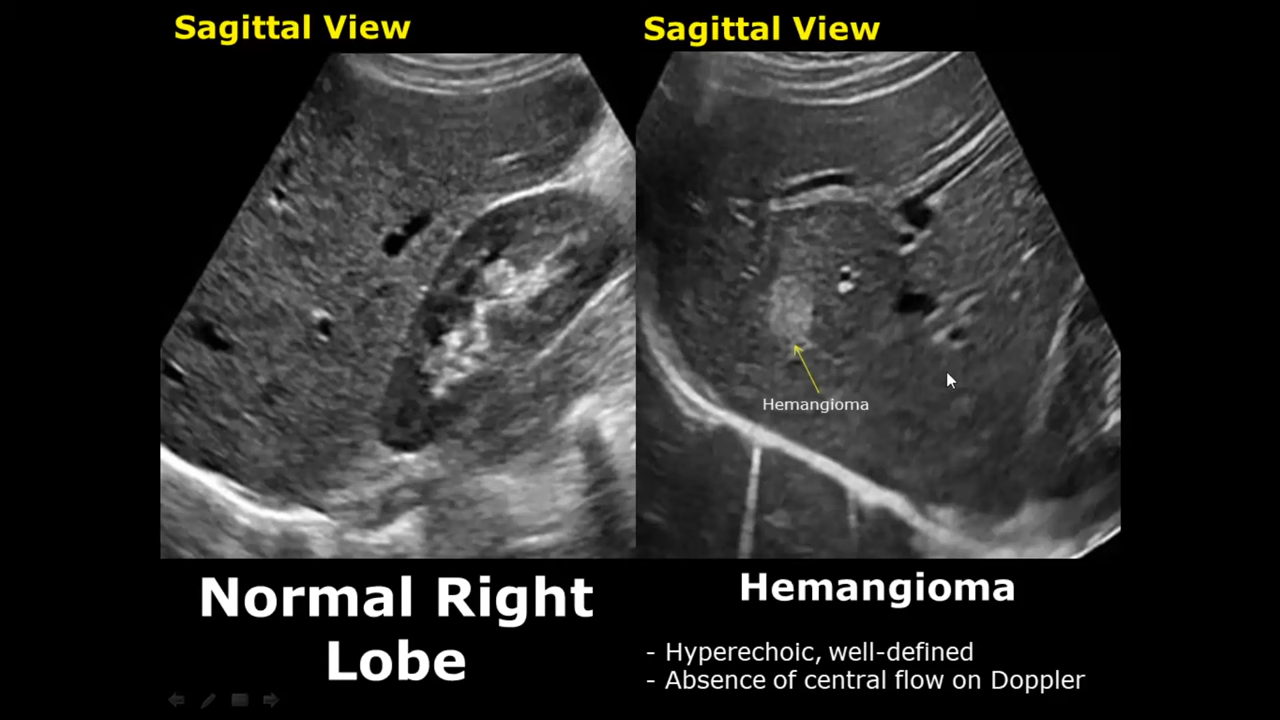 Sagittal View
Normal Right
Lobe
Sagittal View
Hemangioma
Hemangioma
- Hyperechoic, well-defined
- Absence of central flow on Doppler